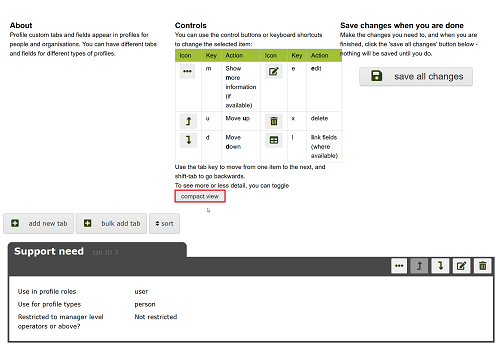 About
Profile custom tabs and fields appear in profiles for
people and organisations. You can have different tabs
and fields for different types of profiles.
Controls
You can use the control buttons or keyboard shortcuts
to change the selected item:
Icon Key Action Icon Key Action
m Show more information (if available) e edit
u Move up x delete
d Move down l link fields (where available)
Use the tab key to move from one item to the next, and
shift-tab to go backwards.
To see more or less detail, you can toggle
compact view
Save changes when you are done
Make the changes you need to, and when you are
finished, click the 'save all changes' button below -
nothing will be saved until you do.
save all changes
add new tab bulk add tab sort
Support need tab ID 3
Use in profile roles user
Use for profile types person
Restricted to manager level Not restricted
operators or above?